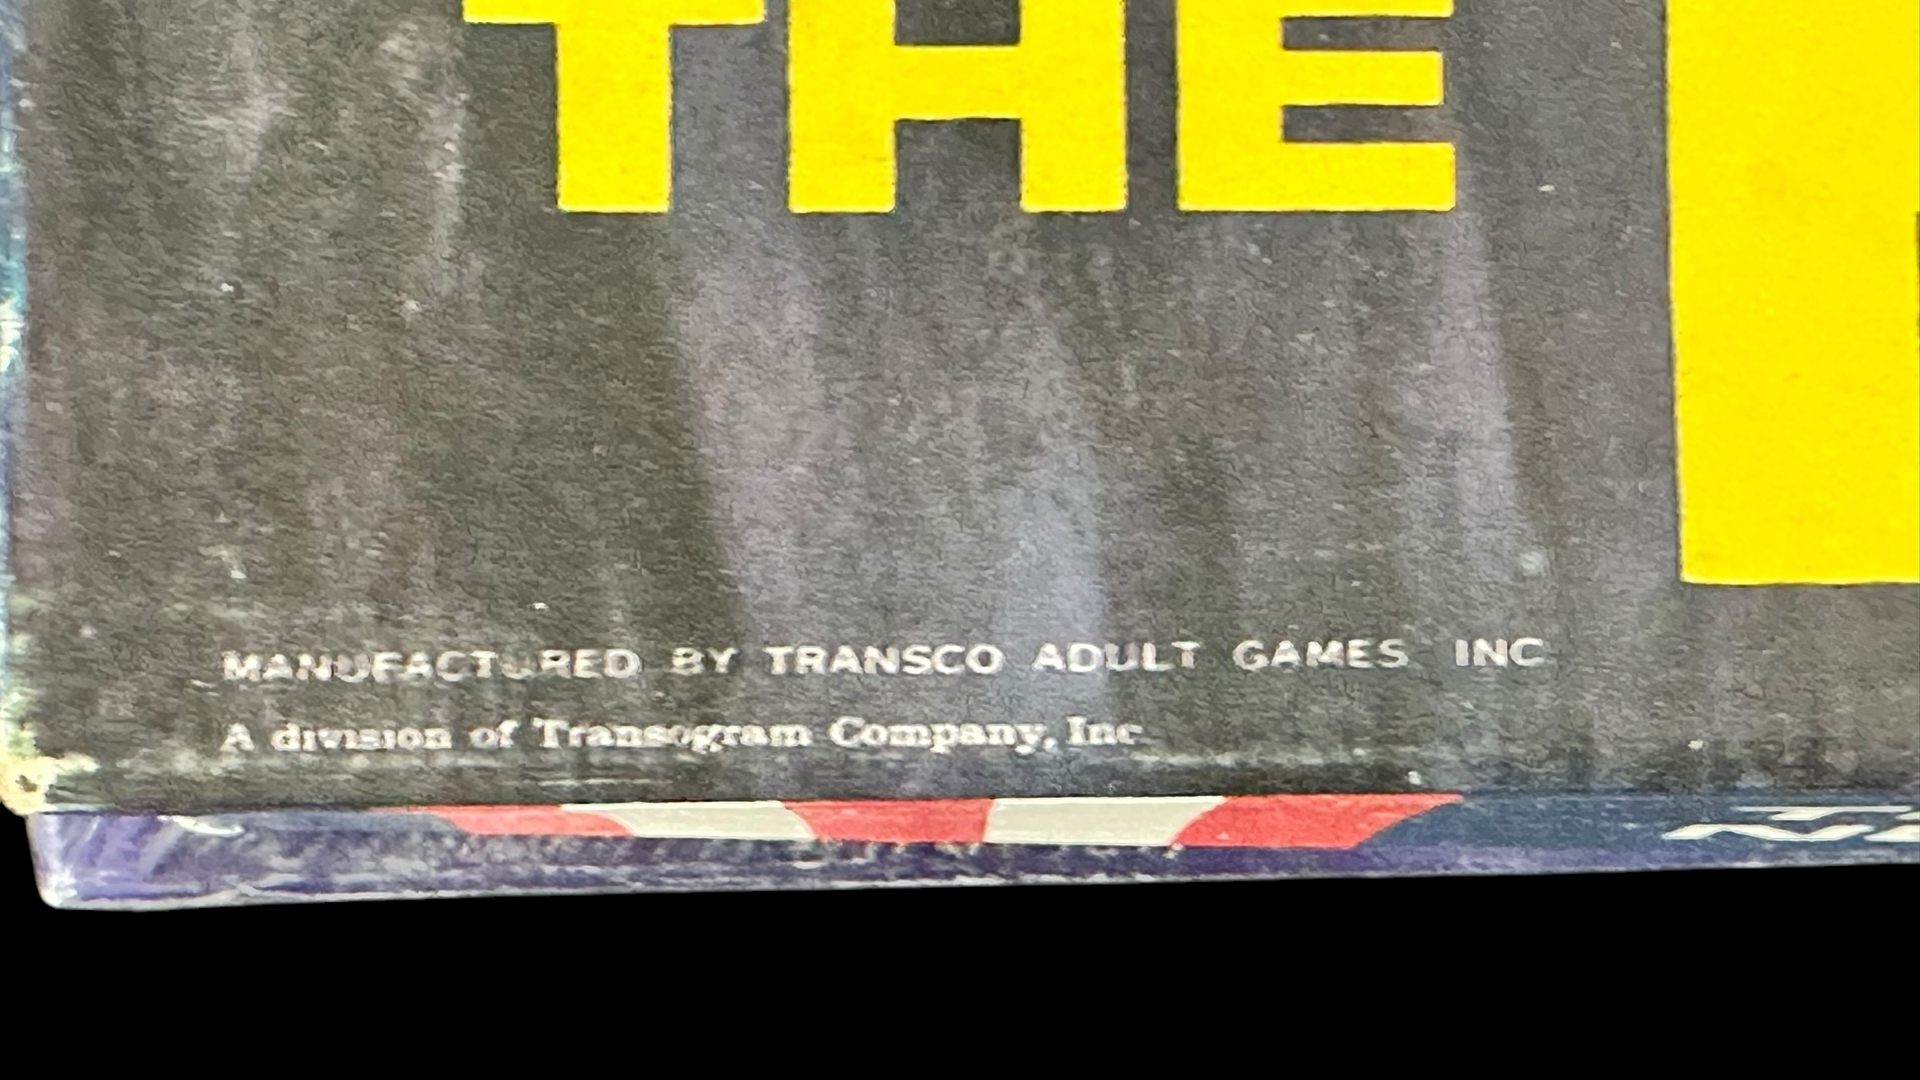 THE
MANUFACTURED BY TRANSCO ADULT GAMES INC
A division of Transogram Company, Inc